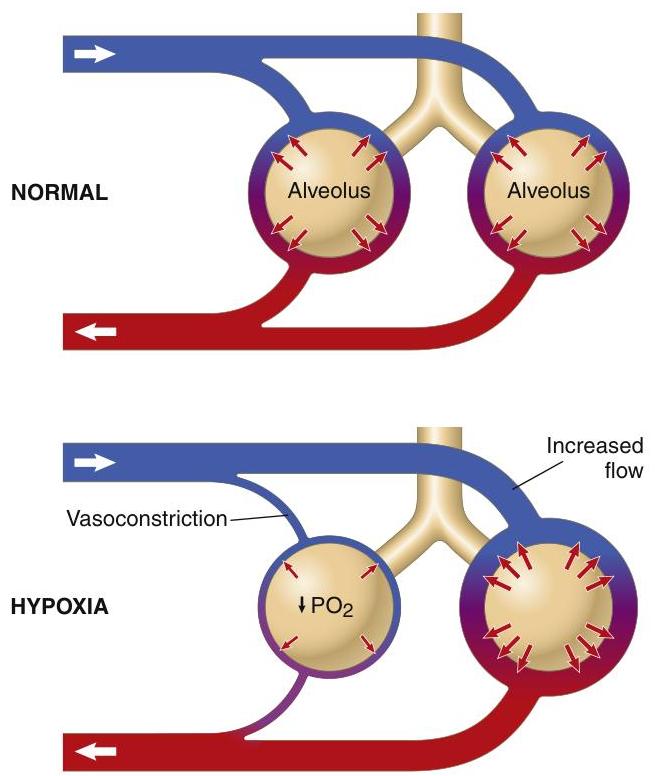 NORMAL
Alveolus
Alveolus
Increased
flow
Vasoconstriction
HYPOXIA
↓PO₂